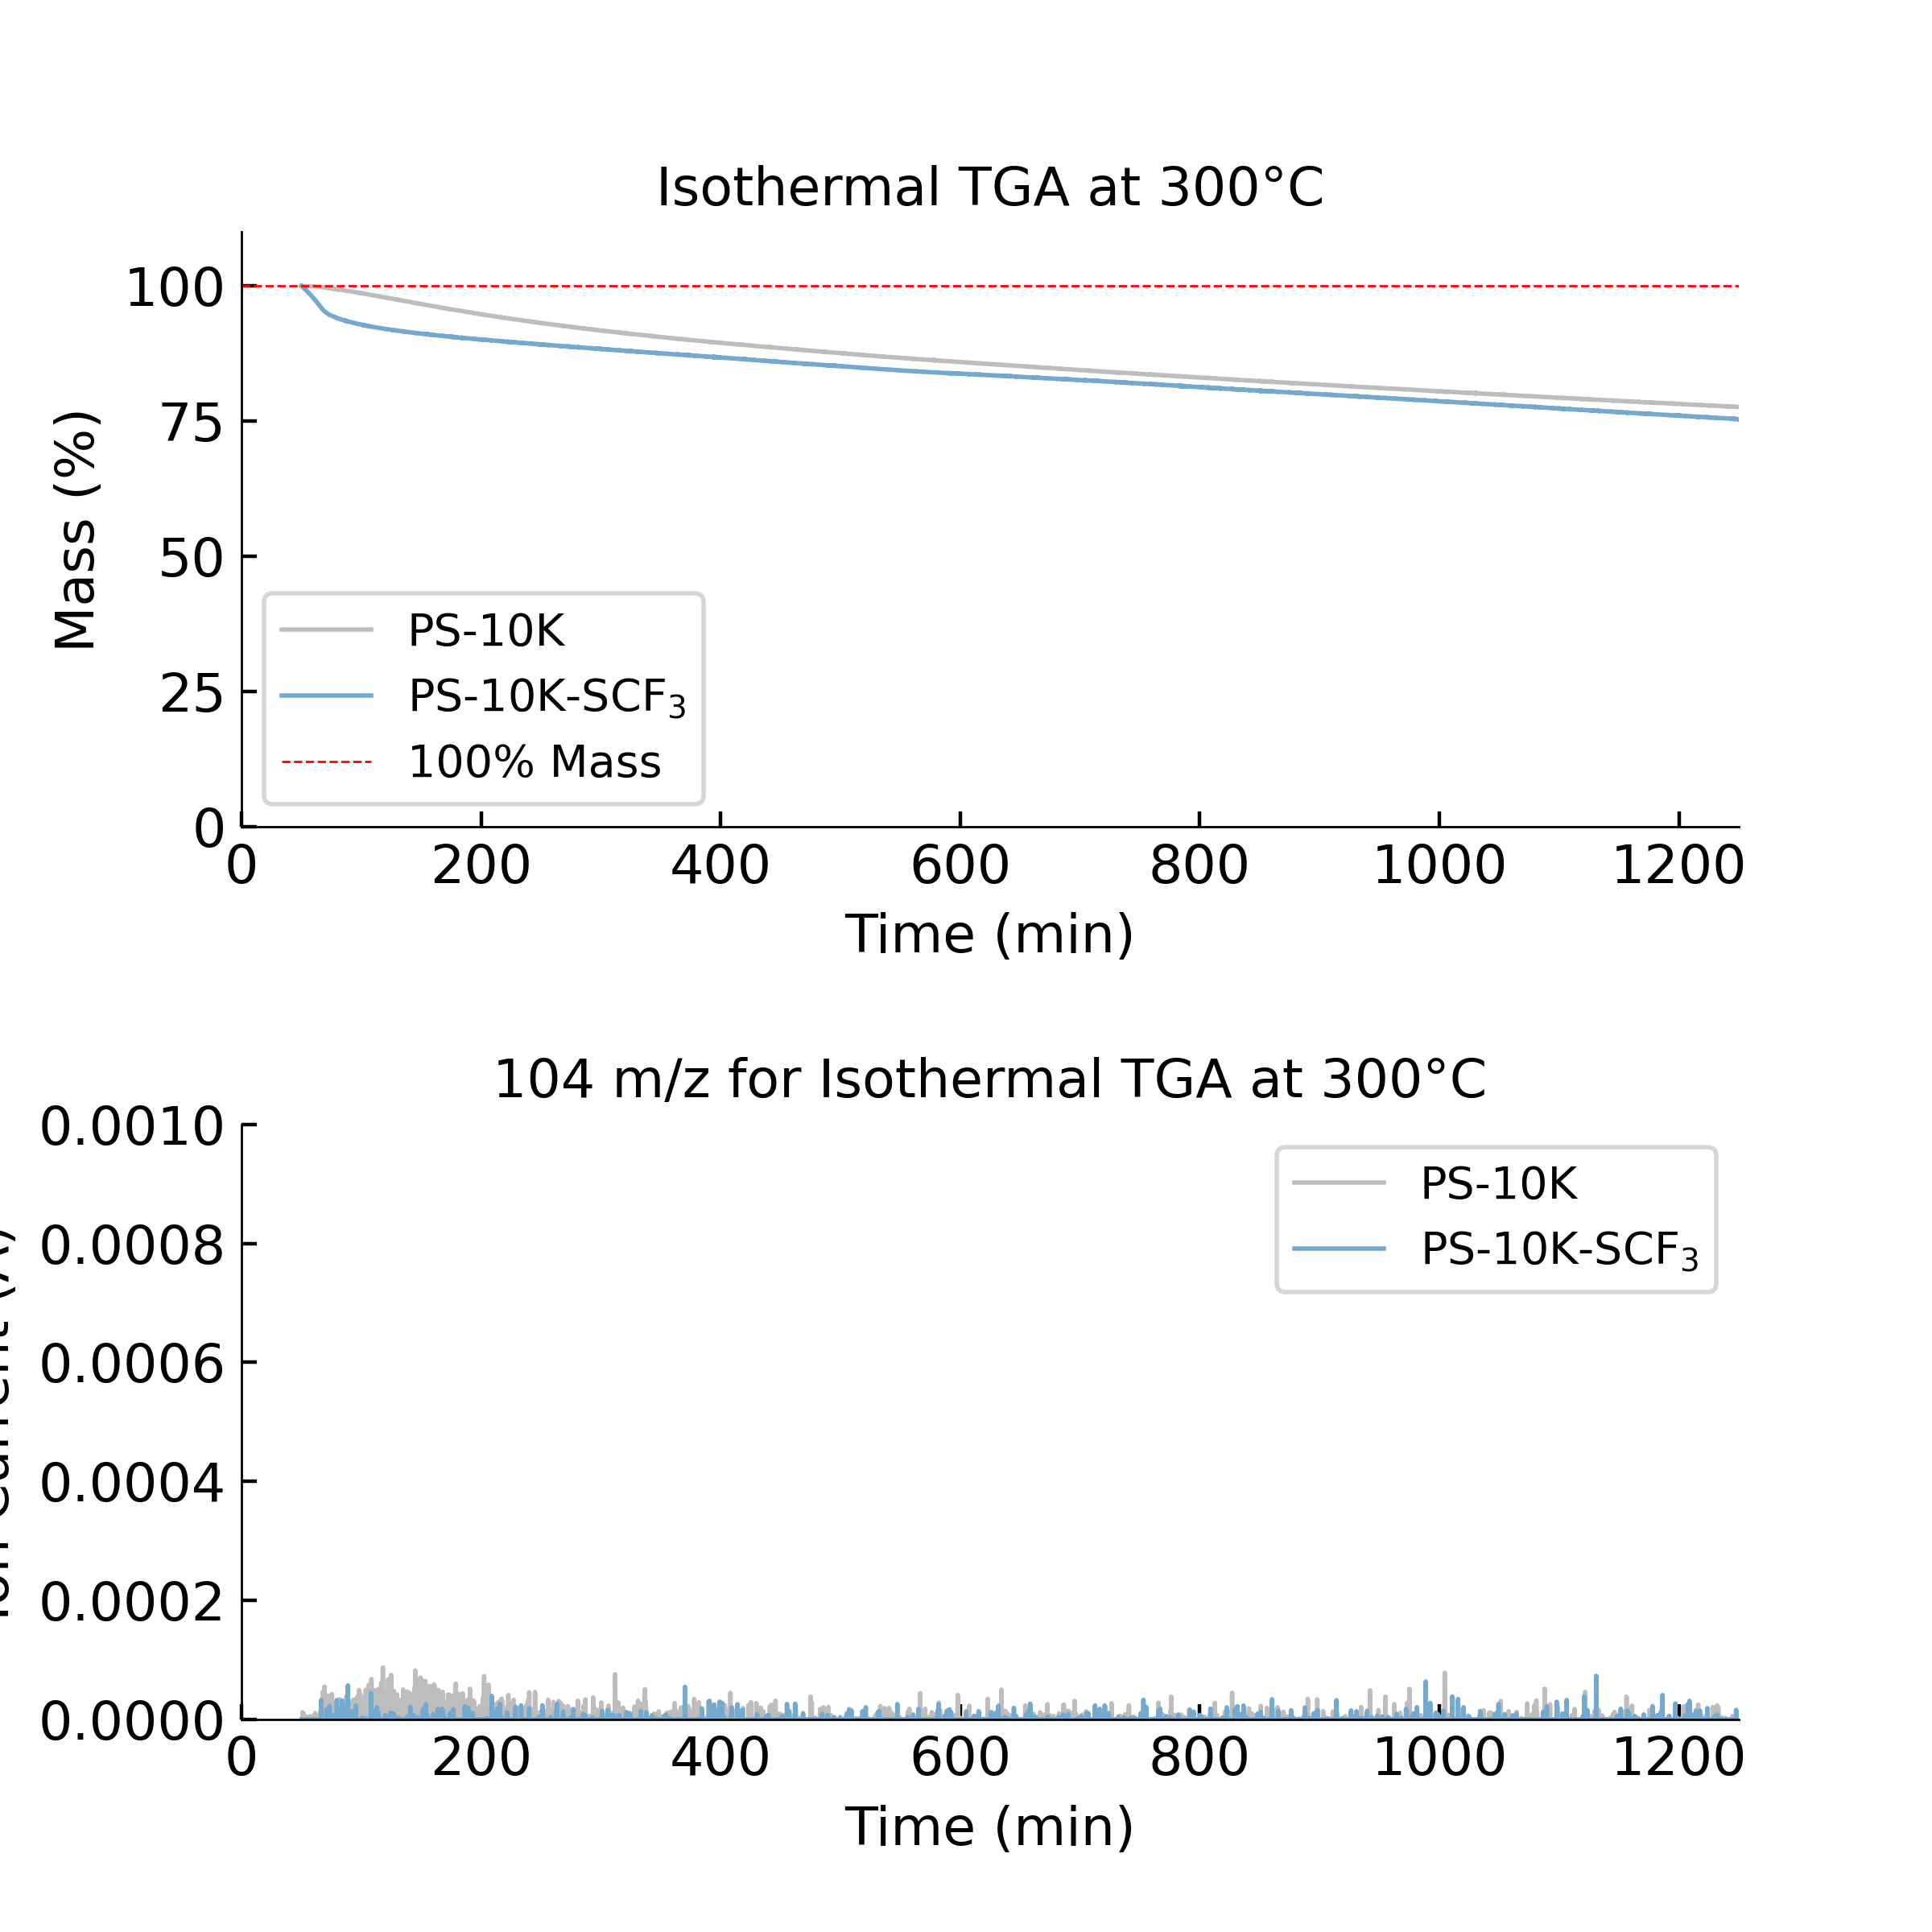 Isothermal TGA at 300°C
Mass (%)
100
75
50
25
0
PS-10K
PS-10K-SCF₃
100% Mass
0 200 400 600 800 1000 1200
Time (min)
104 m/z for Isothermal TGA at 300°C
0.0010
0.0008
0.0006
0.0004
0.0002
0.0000
PS-10K
PS-10K-SCF₃
0 200 400 600 800 1000 1200
Time (min)